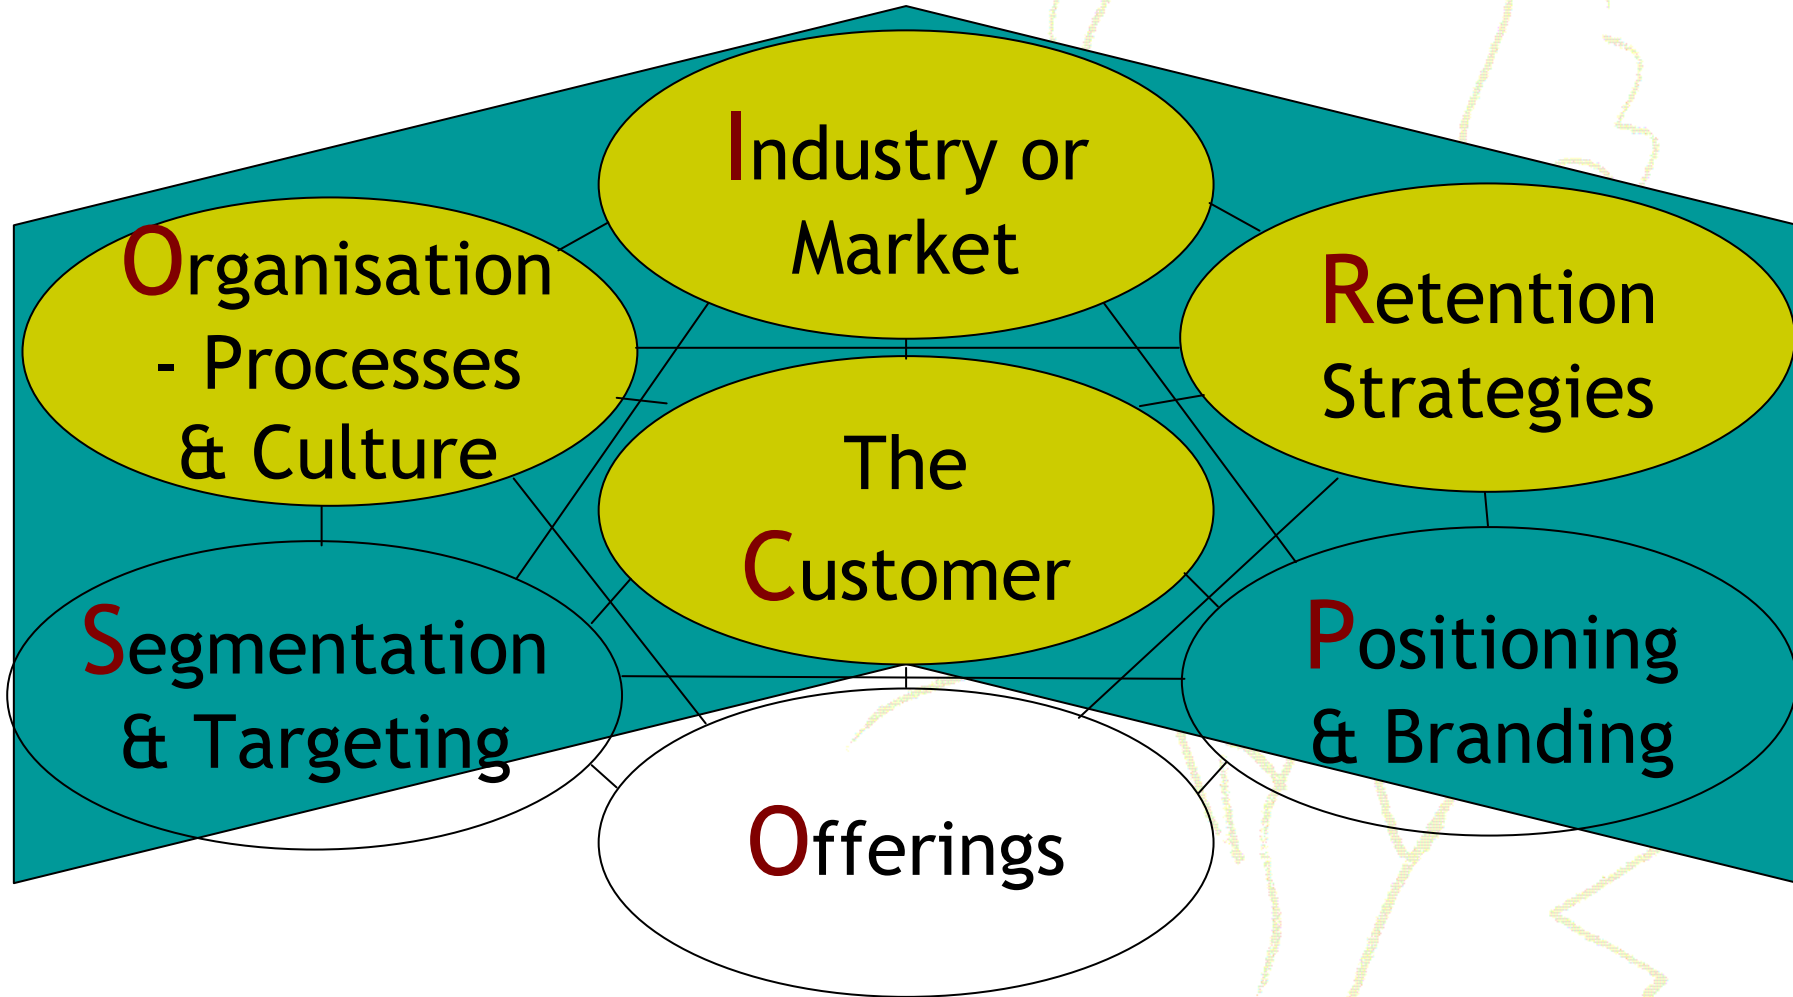 Industry or
Market
Organisation
- Processes
& Culture
Retention
Strategies
The
Customer
Segmentation
& Targeting
Positioning
& Branding
Offerings